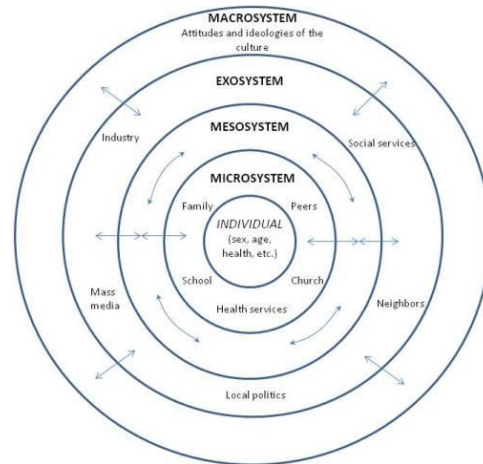 MACROSYSTEM
Attitudes and ideologies of the
culture
EXOSYSTEM
Industry
Social services
MESOSYSTEM
MICROSYSTEM
Family
Peers
INDIVIDUAL
(sex, age,
health, etc.)
School
Church
Health services
Mass
media
Neighbors
Local politics